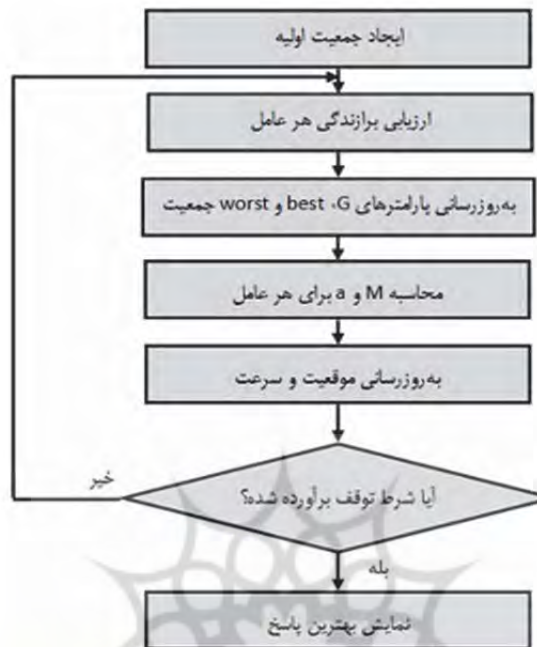 ایجاد جمعیت اولیه
ارزیابی برازندگی هر عامل
به‌روزرسانی پارامترهای G، best و worst جمعیت
محاسبه M و a برای هر عامل
به‌روزرسانی موقعیت و سرعت
آیا شرط توقف برآورده شده؟
خیر
بله
نمایش بهترین پاسخ